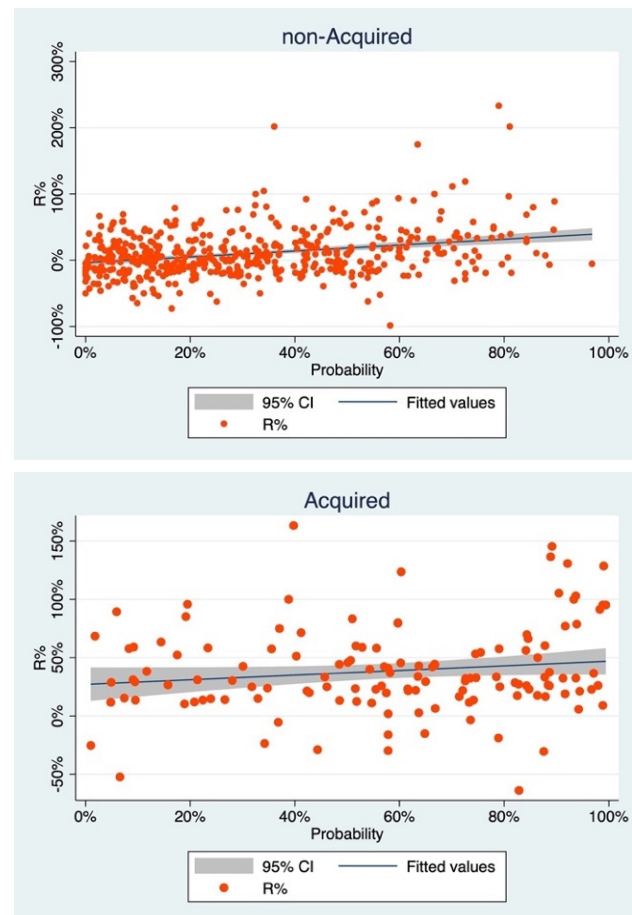 non-Acquired
300%
200%
100%
0%
-100%
R%
0% 20% 40% 60% 80% 100%
Probability
95% CI Fitted values
R%
Acquired
150%
100%
50%
0%
-50%
R%
0% 20% 40% 60% 80% 100%
Probability
95% CI Fitted values
R%